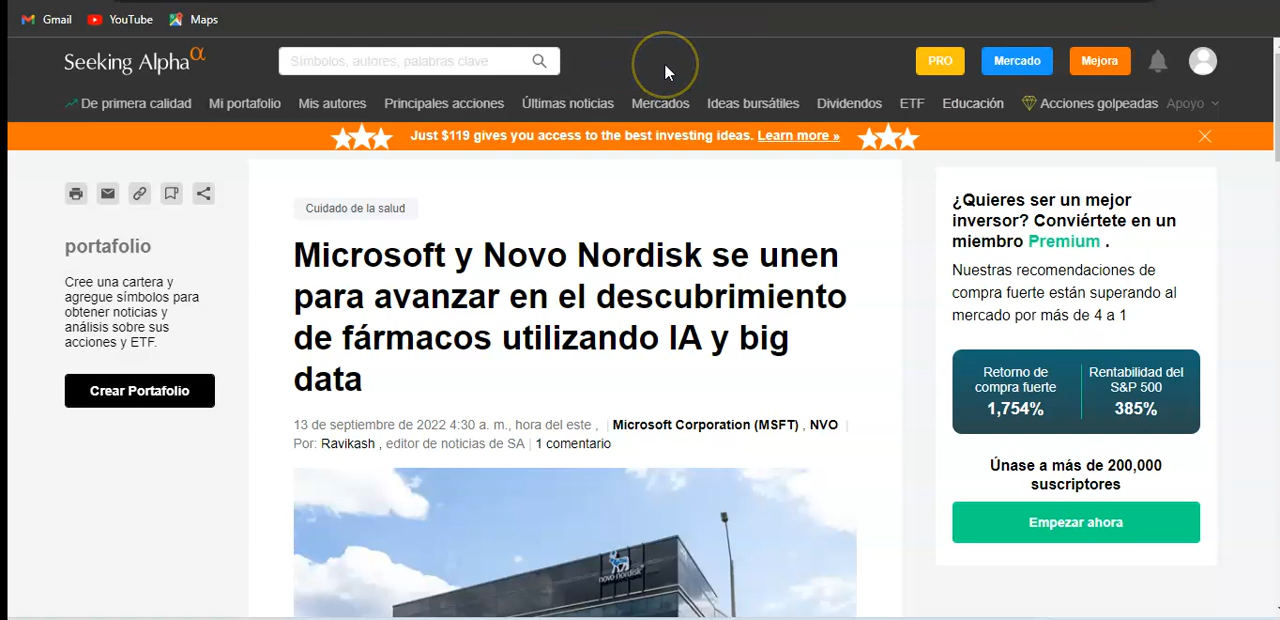 Gmail YouTube Maps
Seeking Alpha α
Símbolos, autores, palabras clave
PRO Mercado Mejora
De primera calidad Mi portafolio Mis autores Principales acciones Últimas noticias Mercados Ideas bursátiles Dividendos ETF Educación Acciones golpeadas Apoyo
Just $119 gives you access to the best investing ideas. Learn more »
portafolio
Cree una cartera y
agregue símbolos para
obtener noticias y
análisis sobre sus
acciones y ETF.
Crear Portafolio
Cuidado de la salud
Microsoft y Novo Nordisk se unen
para avanzar en el descubrimiento
de fármacos utilizando IA y big
data
13 de septiembre de 2022 4:30 a. m., hora del este , | Microsoft Corporation (MSFT) , NVO |
Por: Ravikash , editor de noticias de SA | 1 comentario
novo nordisk
¿Quieres ser un mejor
inversor? Conviértete en un
miembro Premium .
Nuestras recomendaciones de
compra fuerte están superando al
mercado por más de 4 a 1
Retorno de
compra fuerte
1,754%
Rentabilidad del
S&P 500
385%
Únase a más de 200,000
suscriptores
Empezar ahora